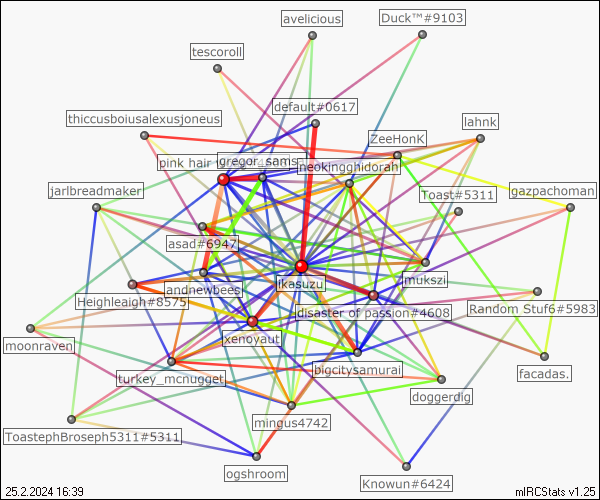 avelicious
Duck™#9103
tescoroll
default#0617
thiccusboiusalexusjoneus
lahnk
ZeeHonK
pink hair
gregor_sams
neokingghidorah
jarlbreadmaker
Toast#5311
gazpachoman
asad#6947
andnewbees
ikasuzu
mukszi
Heighleaigh#8575
disaster of passion#4608
Random Stuf6#5983
xenoyaut
moonraven
bigcitysamurai
facadas.
turkey_mcnugget
doggerdig
mingus4742
ToastephBroseph5311#5311
ogshroom
Knowun#6424
25.2.2024 16:39
mIRCStats v1.25